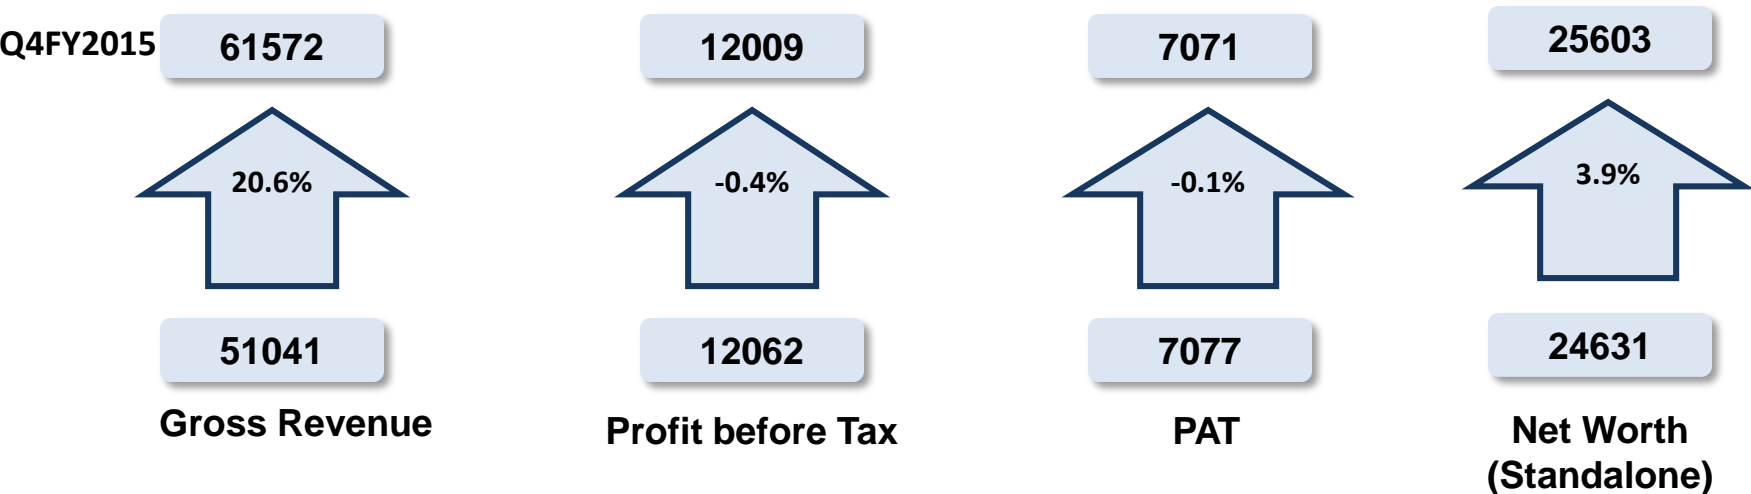 Q4FY2015 61572 12009 7071 25603
20.6% -0.4% -0.1% 3.9%
51041 12062 7077 24631
Gross Revenue Profit before Tax PAT Net Worth
(Standalone)